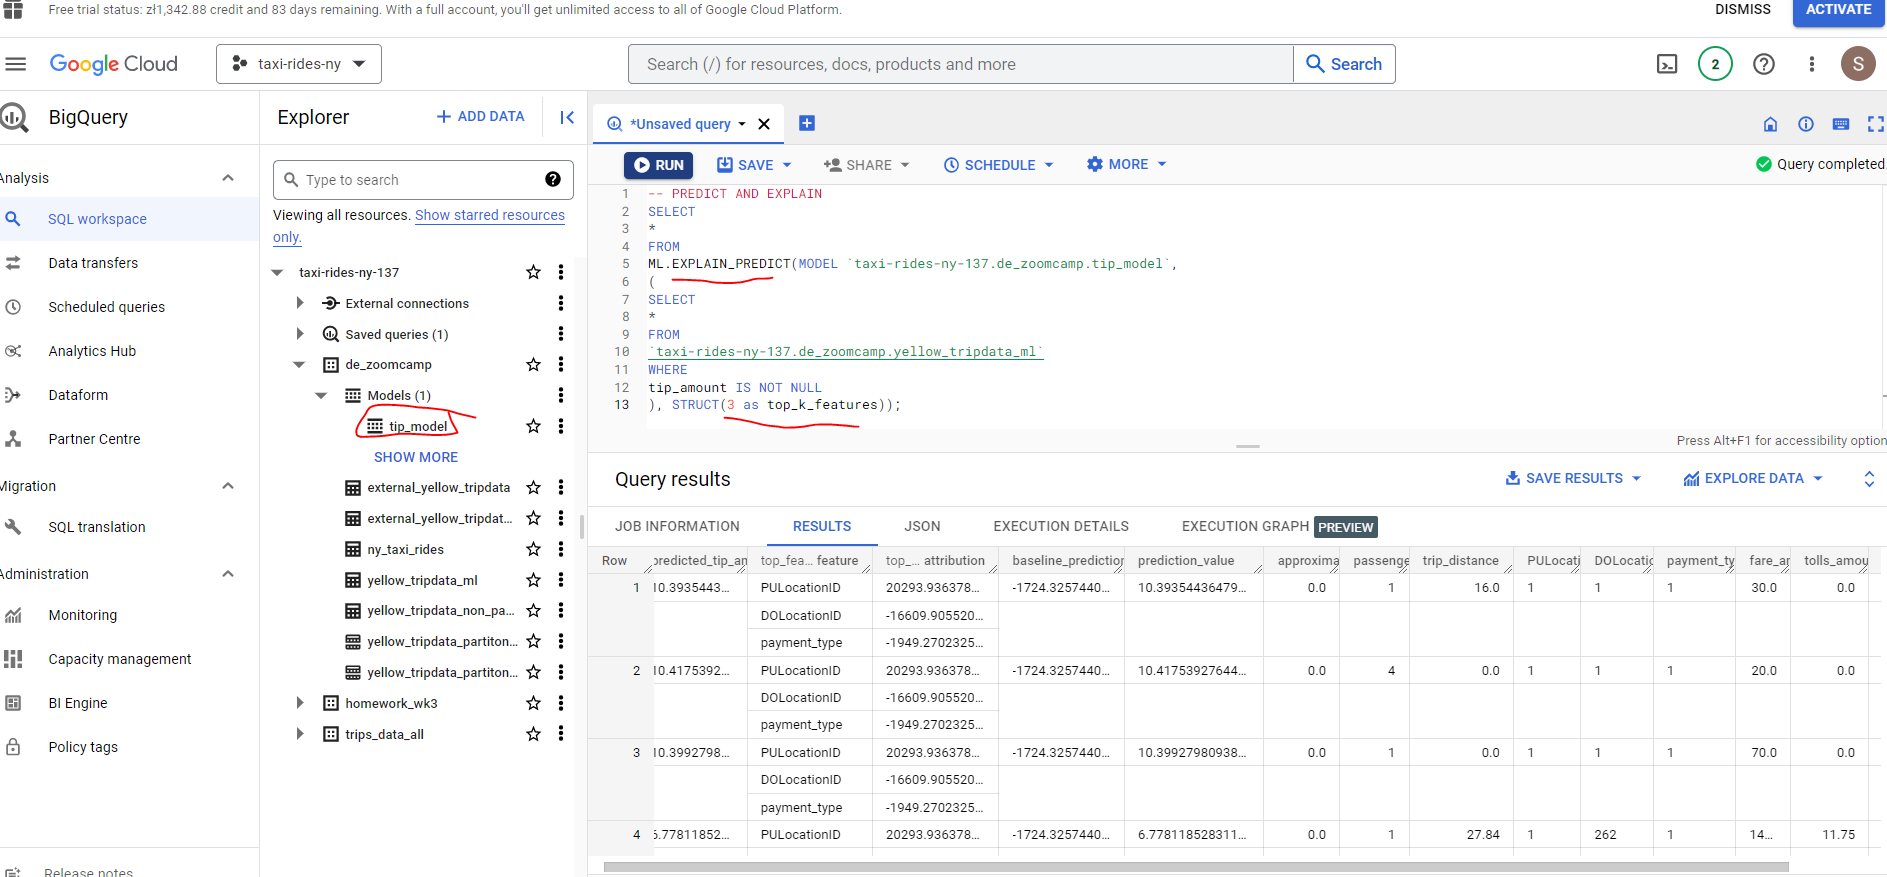 Free trial status: zł1,342.88 credit and 83 days remaining. With a full account, you'll get unlimited access to all of Google Cloud Platform.
DISMISS
ACTIVATE
Google Cloud
taxi-rides-ny
Search (/) for resources, docs, products and more
Search
2
S
BigQuery
Analysis
SQL workspace
Data transfers
Scheduled queries
Analytics Hub
Dataform
Partner Centre
Migration
SQL translation
Administration
Monitoring
Capacity management
BI Engine
Policy tags
Release notes
Explorer
+ ADD DATA
Type to search
Viewing all resources. Show starred resources
only.
taxi-rides-ny-137
External connections
Saved queries (1)
de_zoomcamp
Models (1)
tip_model
SHOW MORE
external_yellow_tripdata
external_yellow_tripdat...
ny_taxi_rides
yellow_tripdata_ml
yellow_tripdata_non_pa...
yellow_tripdata_partiton...
yellow_tripdata_partiton...
homework_wk3
trips_data_all
*Unsaved query
RUN
SAVE
SHARE
SCHEDULE
MORE
Query completed.
1 -- PREDICT AND EXPLAIN
2 SELECT
3 *
4 FROM
5 ML.EXPLAIN_PREDICT(MODEL `taxi-rides-ny-137.de_zoomcamp.tip_model`,
6 (
7 SELECT
8 *
9 FROM
10 `taxi-rides-ny-137.de_zoomcamp.yellow_tripdata_ml`
11 WHERE
12 tip_amount IS NOT NULL
13 ), STRUCT(3 as top_k_features));
Press Alt+F1 for accessibility option
Query results
SAVE RESULTS
EXPLORE DATA
JOB INFORMATION
RESULTS
JSON
EXECUTION DETAILS
EXECUTION GRAPH PREVIEW
Row predicted_tip_an top_fea... feature top_... attribution baseline_prediction prediction_value approxima passenge trip_distance PULocati DOLocatic payment_ty fare_ar tolls_amou
1 10.3935443... PULocationID 20293.936378... -1724.3257440... 10.39354436479... 0.0 1 16.0 1 1 1 30.0 0.0
DOLocationID -16609.905520...
payment_type -1949.2702325...
2 10.4175392... PULocationID 20293.936378... -1724.3257440... 10.41753927644... 0.0 4 0.0 1 1 1 20.0 0.0
DOLocationID -16609.905520...
payment_type -1949.2702325...
3 10.3992798... PULocationID 20293.936378... -1724.3257440... 10.39927980938... 0.0 1 0.0 1 1 1 70.0 0.0
DOLocationID -16609.905520...
payment_type -1949.2702325...
4 6.77811852... PULocationID 20293.936378... -1724.3257440... 6.778118528311... 0.0 1 27.84 1 262 1 14... 11.75